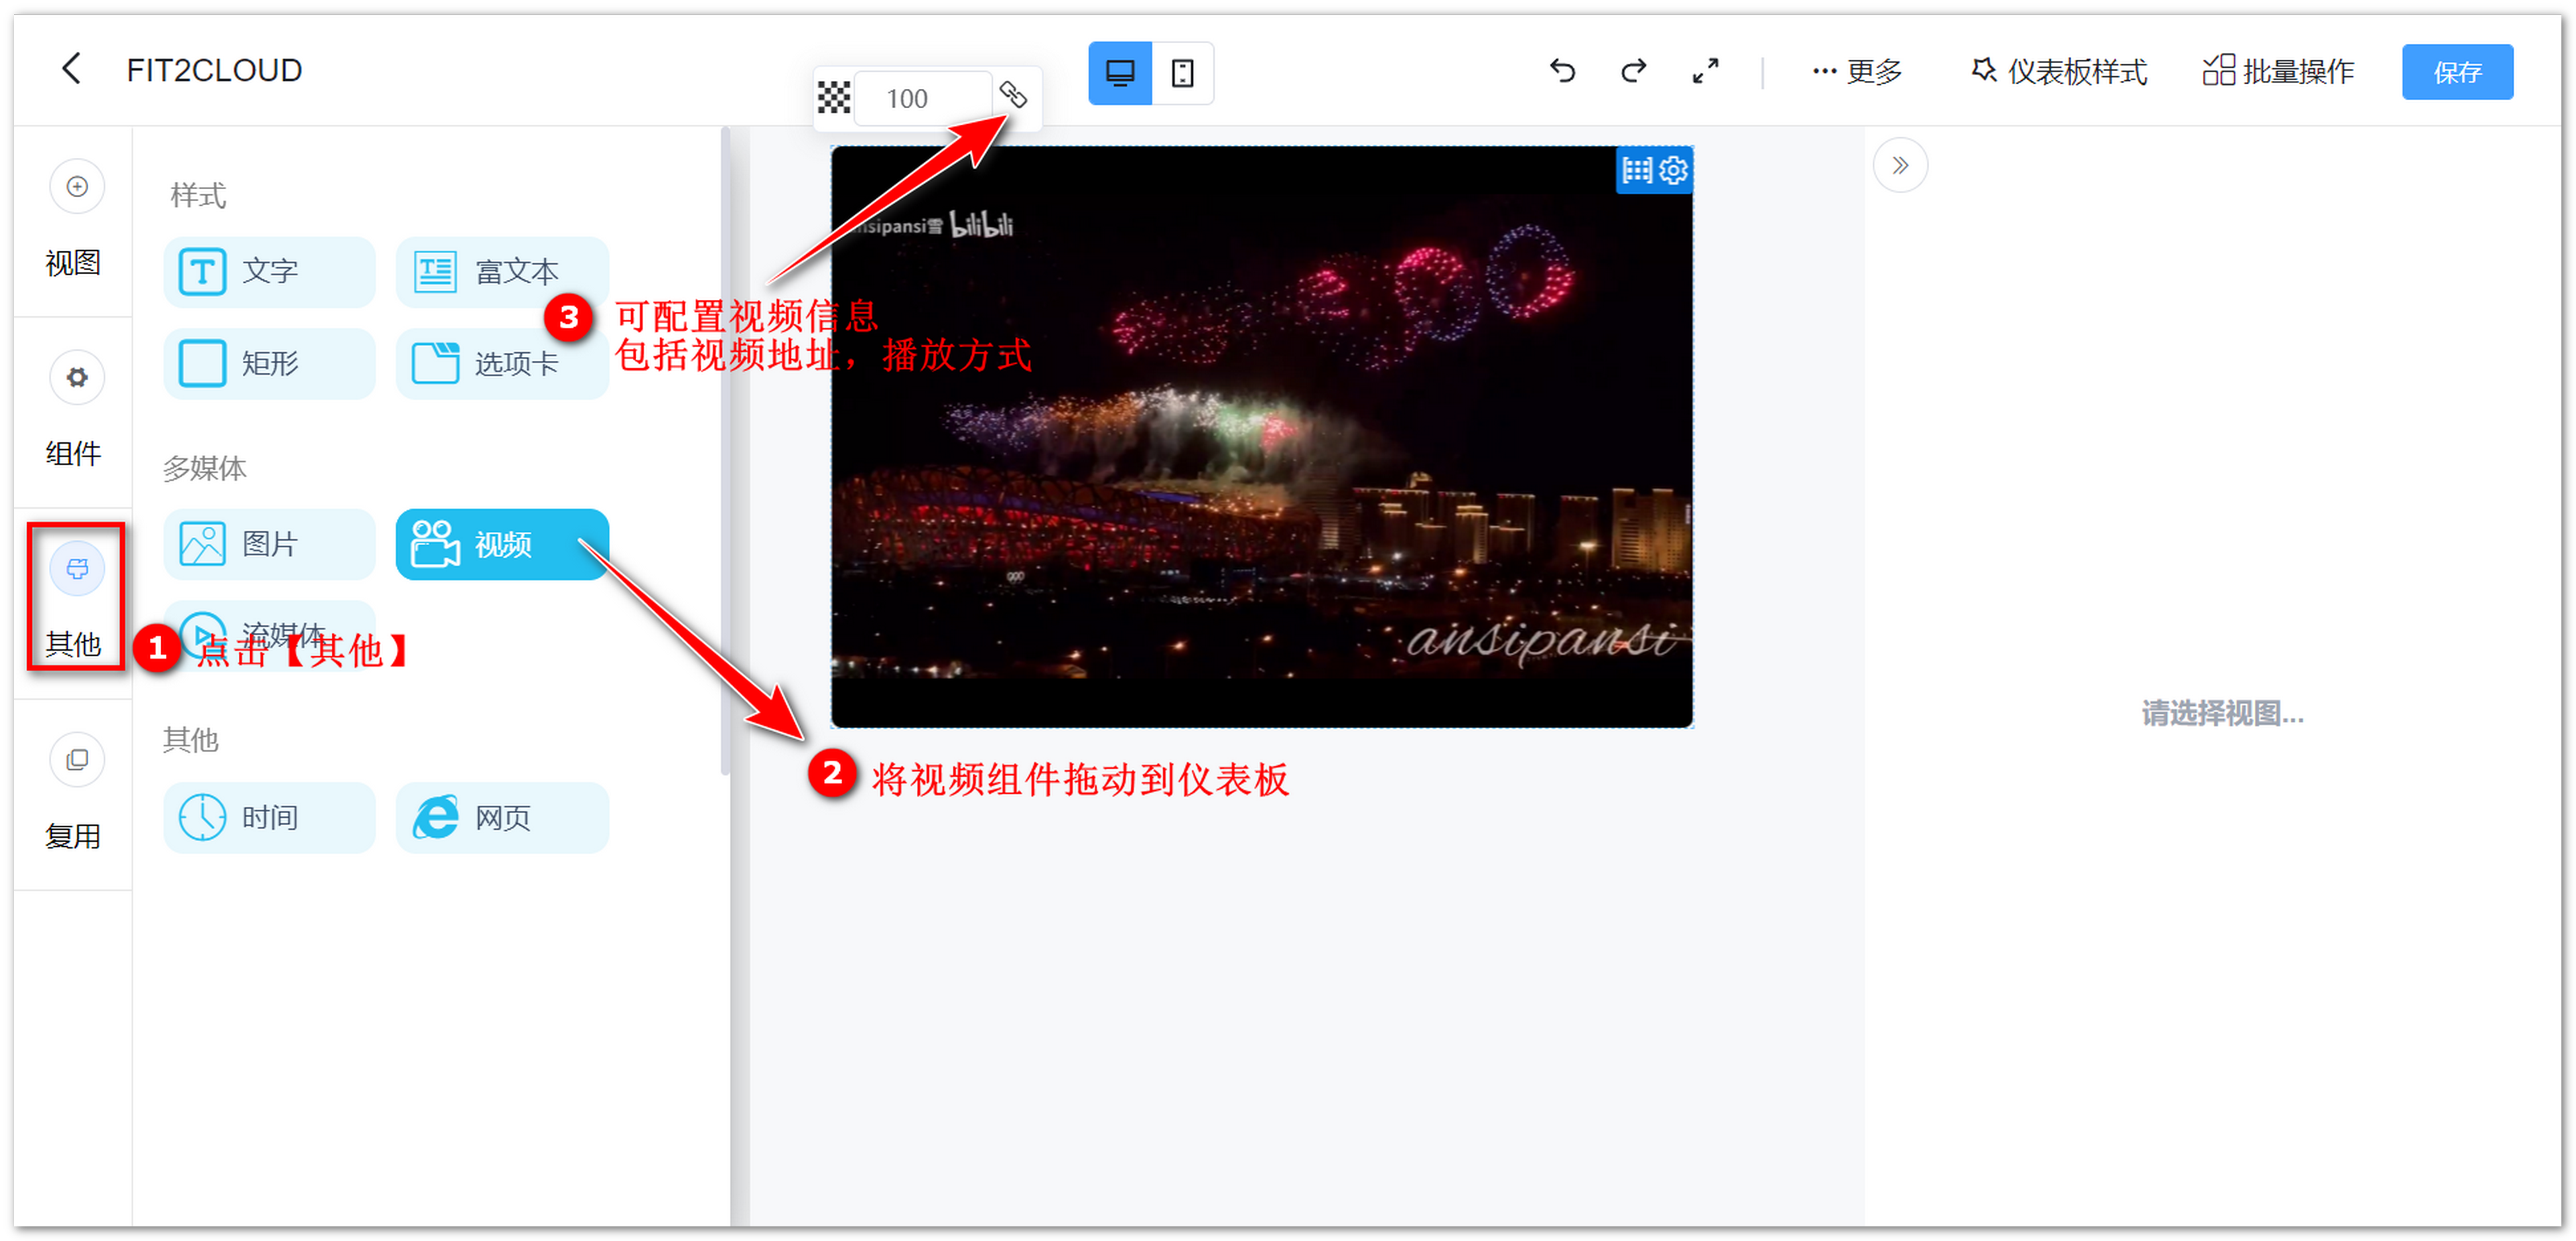 FIT2CLOUD
100
更多
仪表板样式
批量操作
保存
视图
组件
其他
复用
样式
文字
富文本
矩形
选项卡
多媒体
图片
视频
流媒体
其他
时间
网页
1 点击【其他】
2 将视频组件拖动到仪表板
3 可配置视频信息
包括视频地址，播放方式
bilibili
ansipansi
请选择视图...